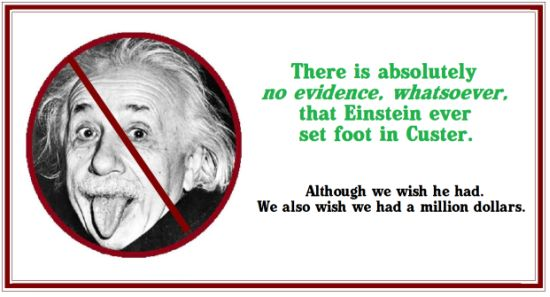 There is absolutely
no evidence, whatsoever,
that Einstein ever
set foot in Custer.
Although we wish he had.
We also wish we had a million dollars.